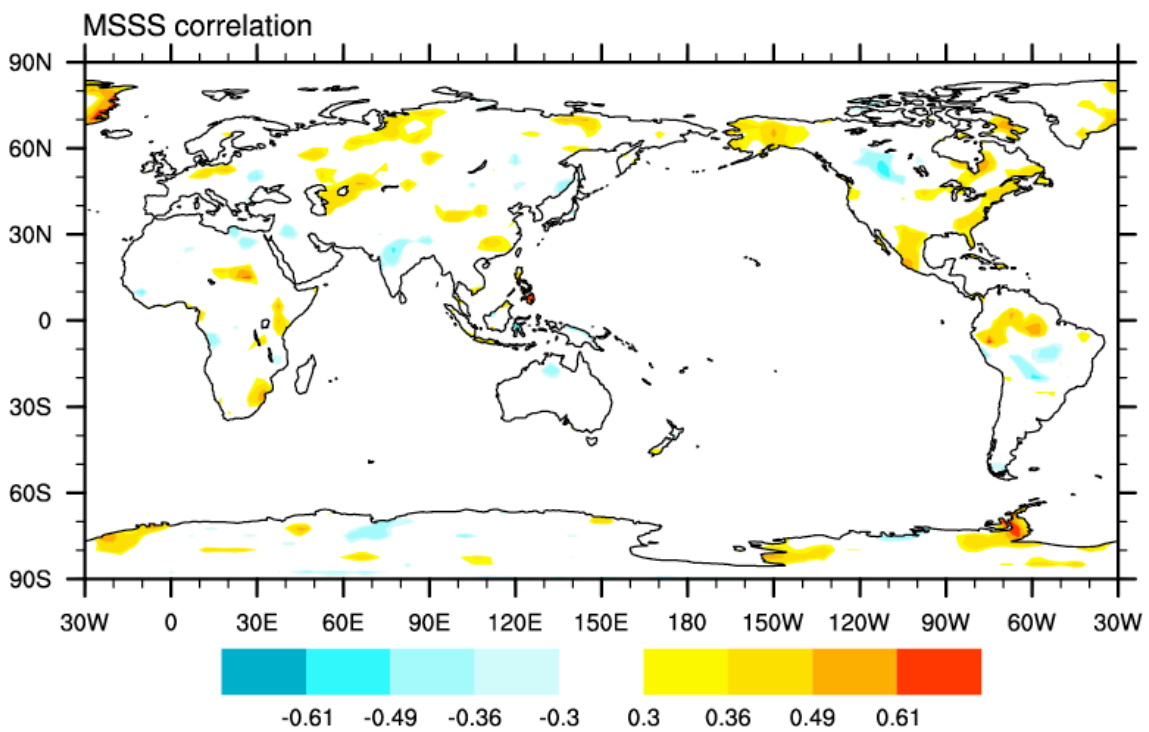 MSSS correlation
90N
60N
30N
0
30S
60S
90S
30W 0 30E 60E 90E 120E 150E 180 150W 120W 90W 60W 30W
-0.61 -0.49 -0.36 -0.3 0.3 0.36 0.49 0.61